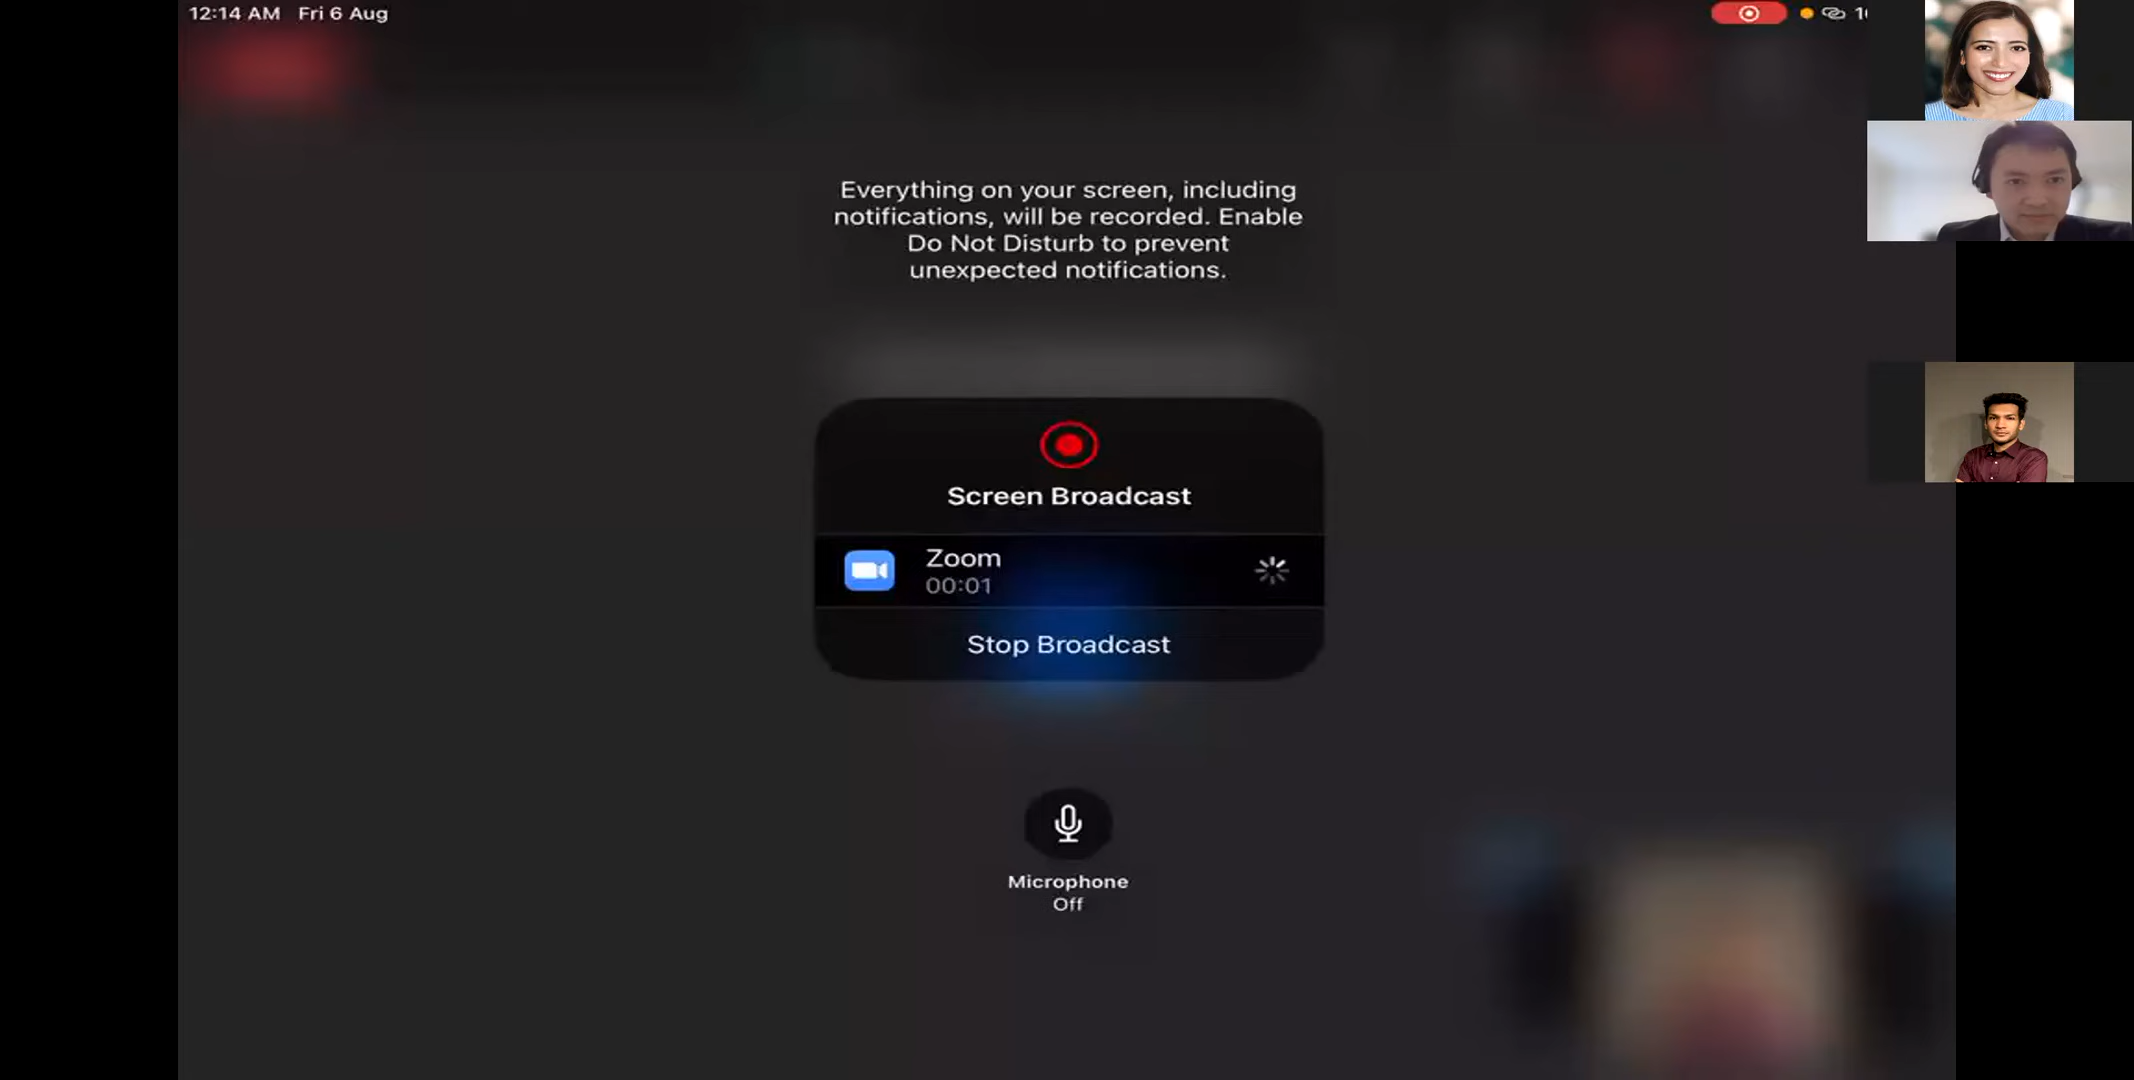 12:14 AM Fri 6 Aug
Everything on your screen, including
notifications, will be recorded. Enable
Do Not Disturb to prevent
unexpected notifications.
Screen Broadcast
Zoom
00:01
Stop Broadcast
Microphone
Off